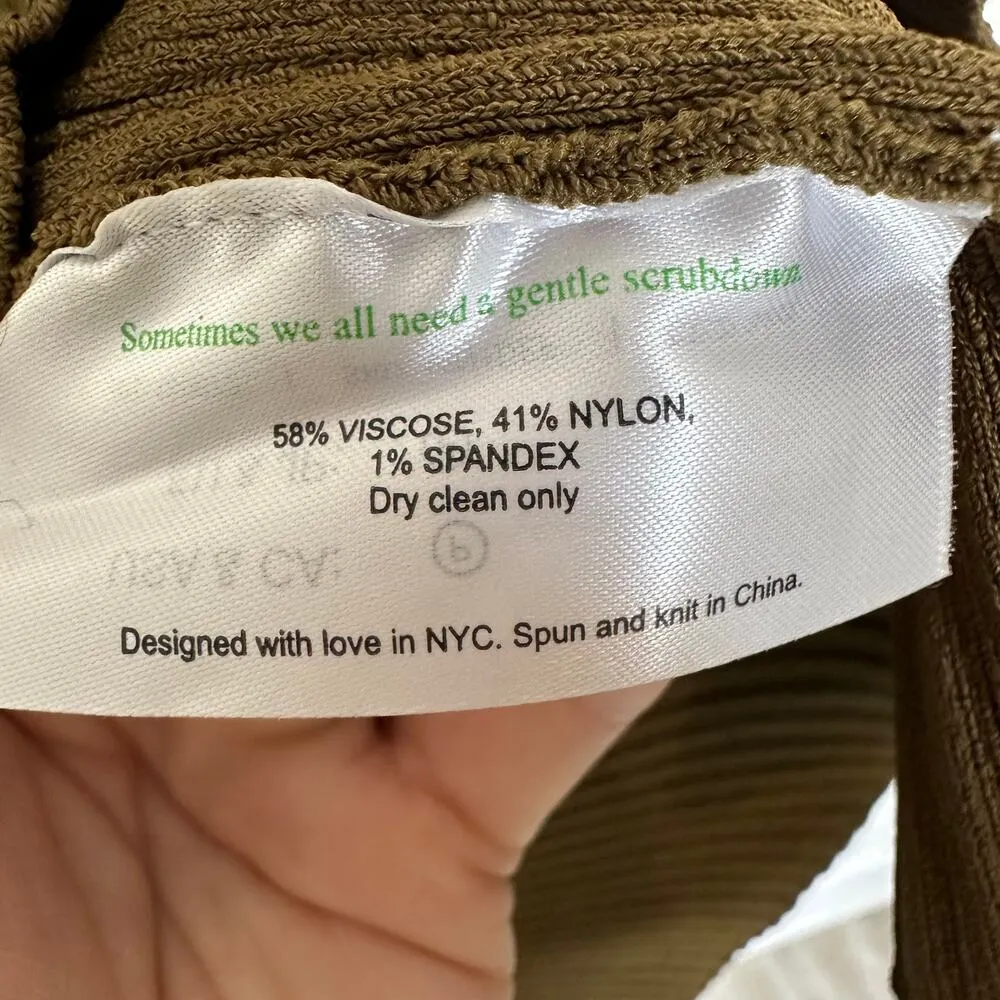 Sometimes we all need a gentle scrubdown
58% VISCOSE, 41% NYLON,
1% SPANDEX
Dry clean only
Designed with love in NYC. Spun and knit in China.